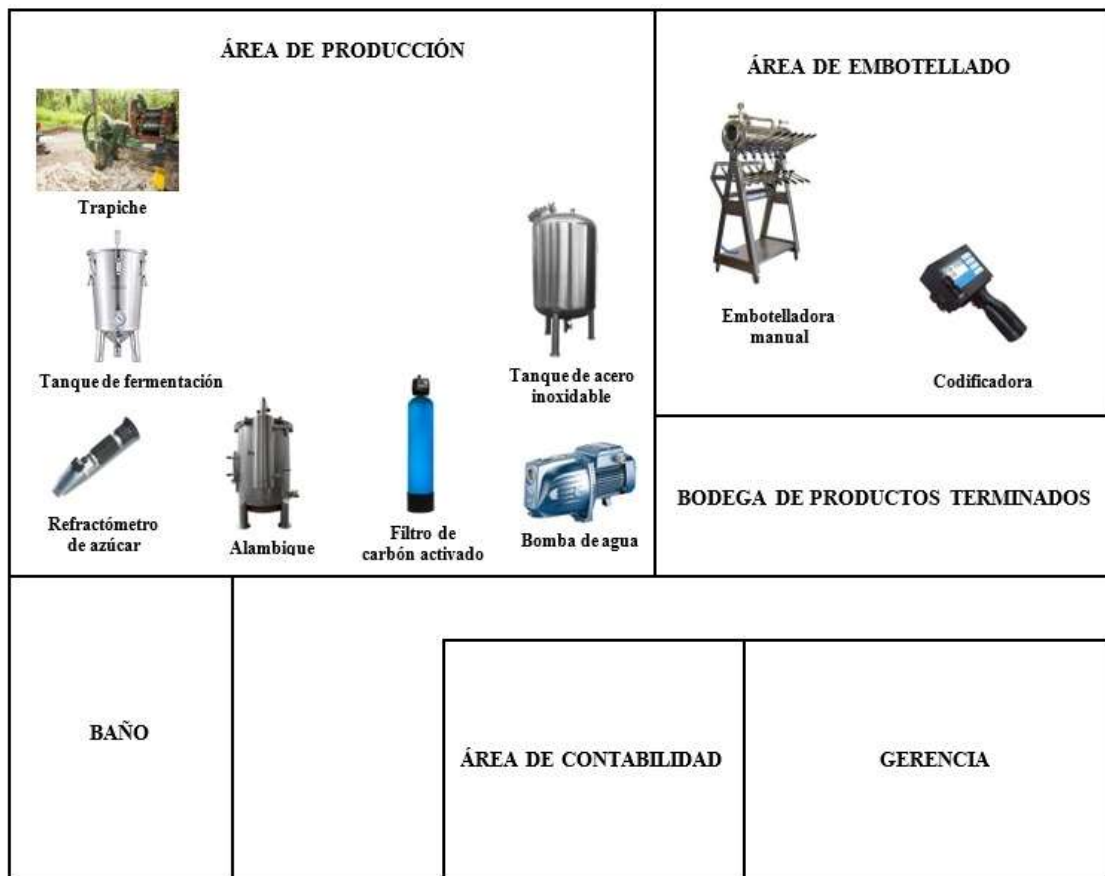 ÁREA DE PRODUCCIÓN
Trapiche
Tanque de fermentación
Tanque de acero
inoxidable
Refractómetro
de azúcar
Alambique
Filtro de
carbón activado
Bomba de agua
ÁREA DE EMBOTELLADO
Embotelladora
manual
Codificadora
BODEGA DE PRODUCTOS TERMINADOS
BAÑO
ÁREA DE CONTABILIDAD
GERENCIA